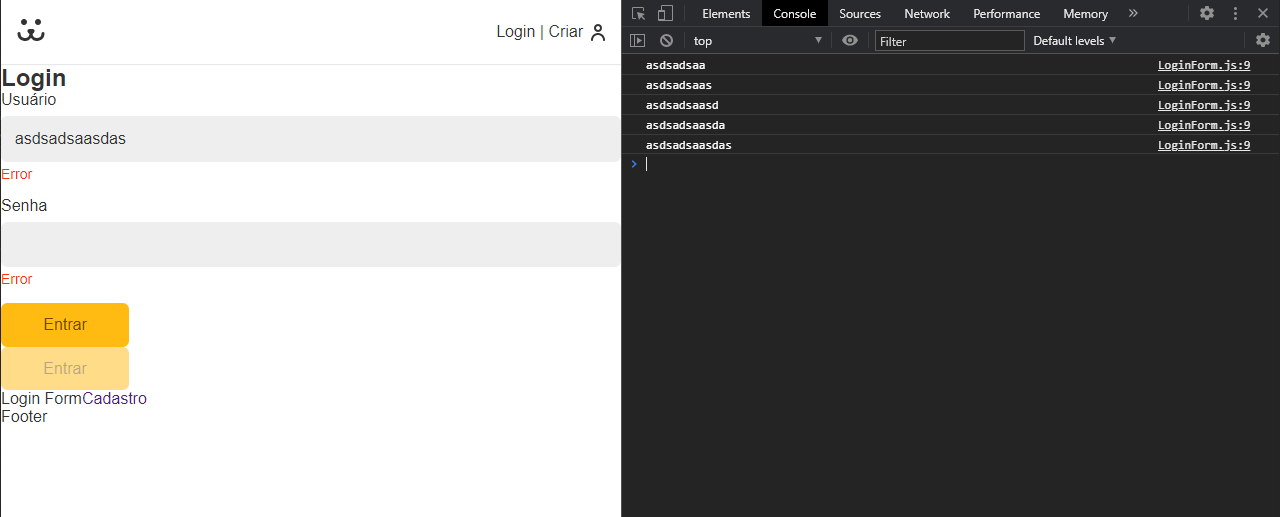 Login | Criar
Login
Usuário
asdsadsaasdas
Error
Senha
Error
Entrar
Entrar
Login FormCadastro
Footer
Elements Console Sources Network Performance Memory »
top Filter Default levels
asdsadsaa LoginForm.js:9
asdsadsaas LoginForm.js:9
asdsadsaasd LoginForm.js:9
asdsadsaasda LoginForm.js:9
asdsadsaasdas LoginForm.js:9
>